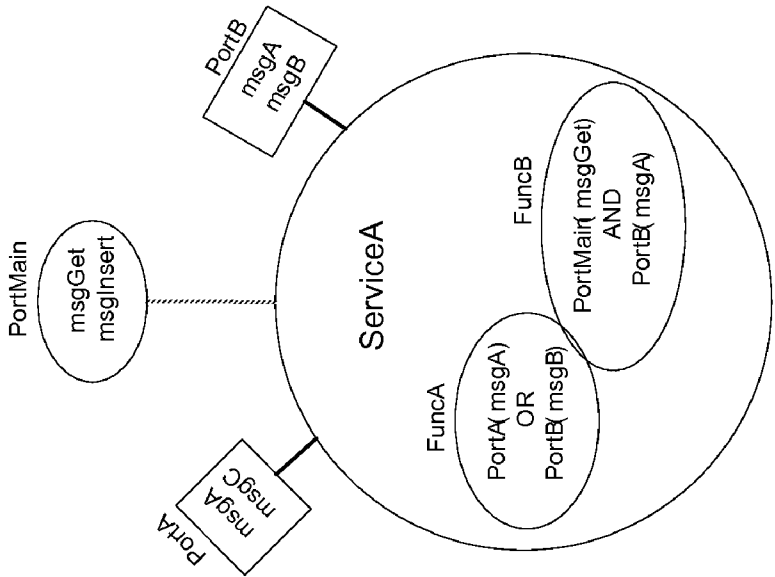 PortMain
msgGet
msgInsert
PortA
msgA
msgC
PortB
msgA
msgB
ServiceA
FuncA
PortA( msgA)
OR
PortB( msgB)
FuncB
PortMain( msgGet)
AND
PortB( msgA)